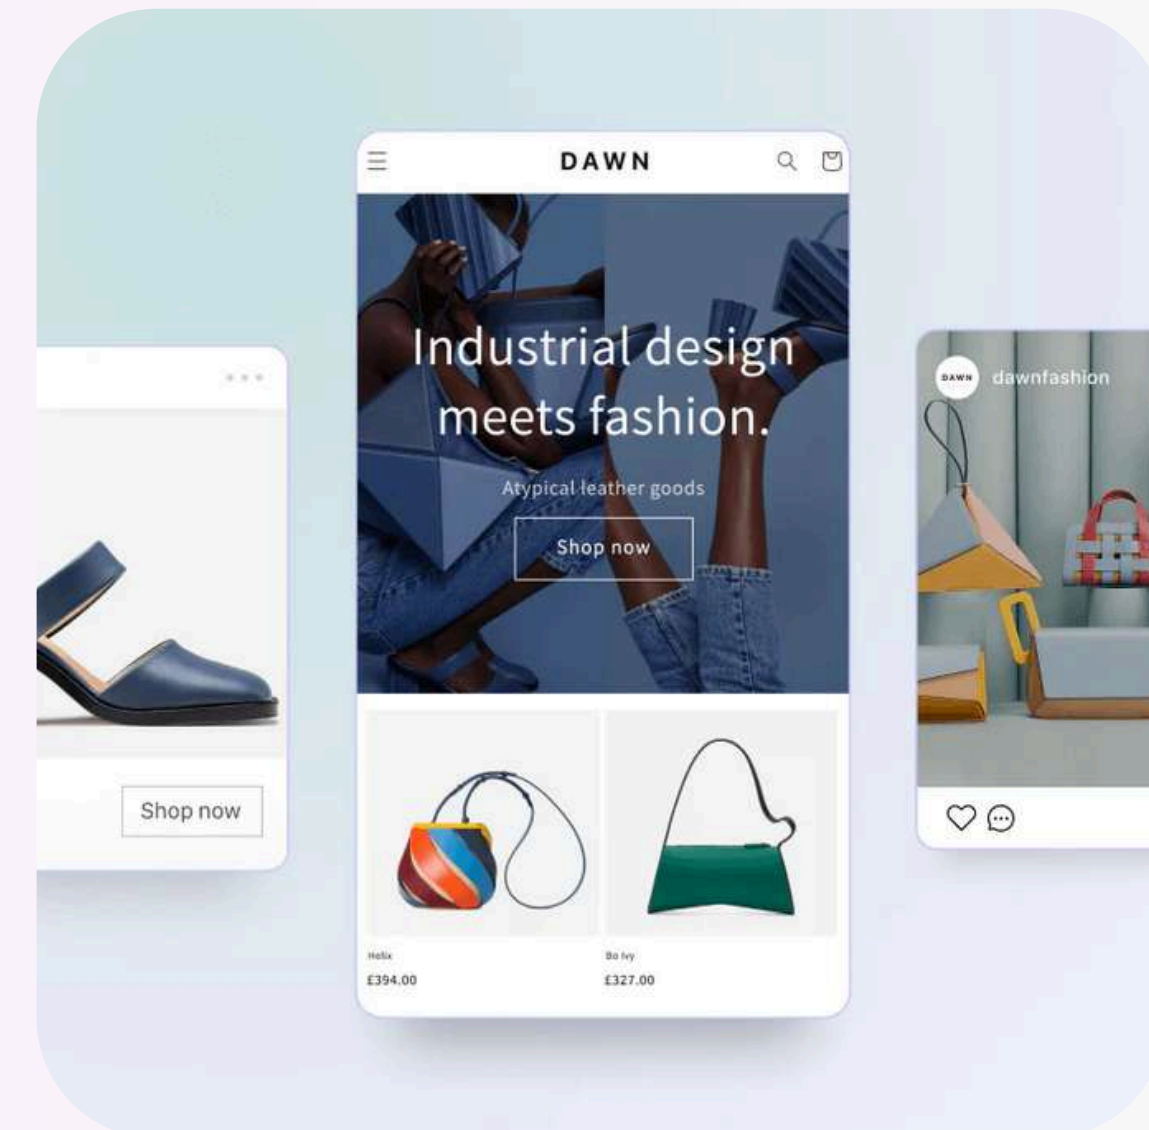 DAWN
Industrial design
meets fashion.
Atypical leather goods
Shop now
Helix
£394.00
Bo Ivy
£327.00
Shop now
DAWN
dawnfashion